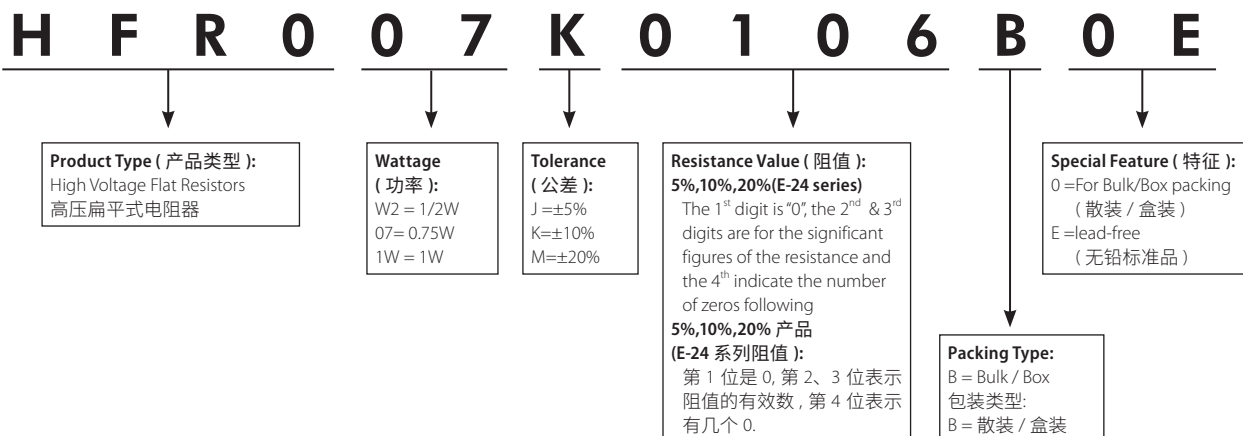 H F R 0 0 7 K 0 1 0 6 B 0 E
Product Type ( 产品类型 ):
High Voltage Flat Resistors
高压扁平式电阻器
Wattage
( 功率 ):
W2 = 1/2W
07= 0.75W
1W = 1W
Tolerance
( 公差 ):
J =±5%
K=±10%
M=±20%
Resistance Value ( 阻值 ):
5%,10%,20%(E-24 series)
The 1st digit is “0”, the 2nd & 3rd
digits are for the significant
figures of the resistance and
the 4th indicate the number
of zeros following
5%,10%,20% 产品
(E-24 系列阻值 ):
第 1 位是 0, 第 2、3 位表示
阻值的有效数 , 第 4 位表示
有几个 0.
Packing Type:
B = Bulk / Box
包装类型:
B = 散装 / 盒装
Special Feature ( 特征 ):
0 =For Bulk/Box packing
( 散装 / 盒装 )
E =lead-free
( 无铅标准品 )